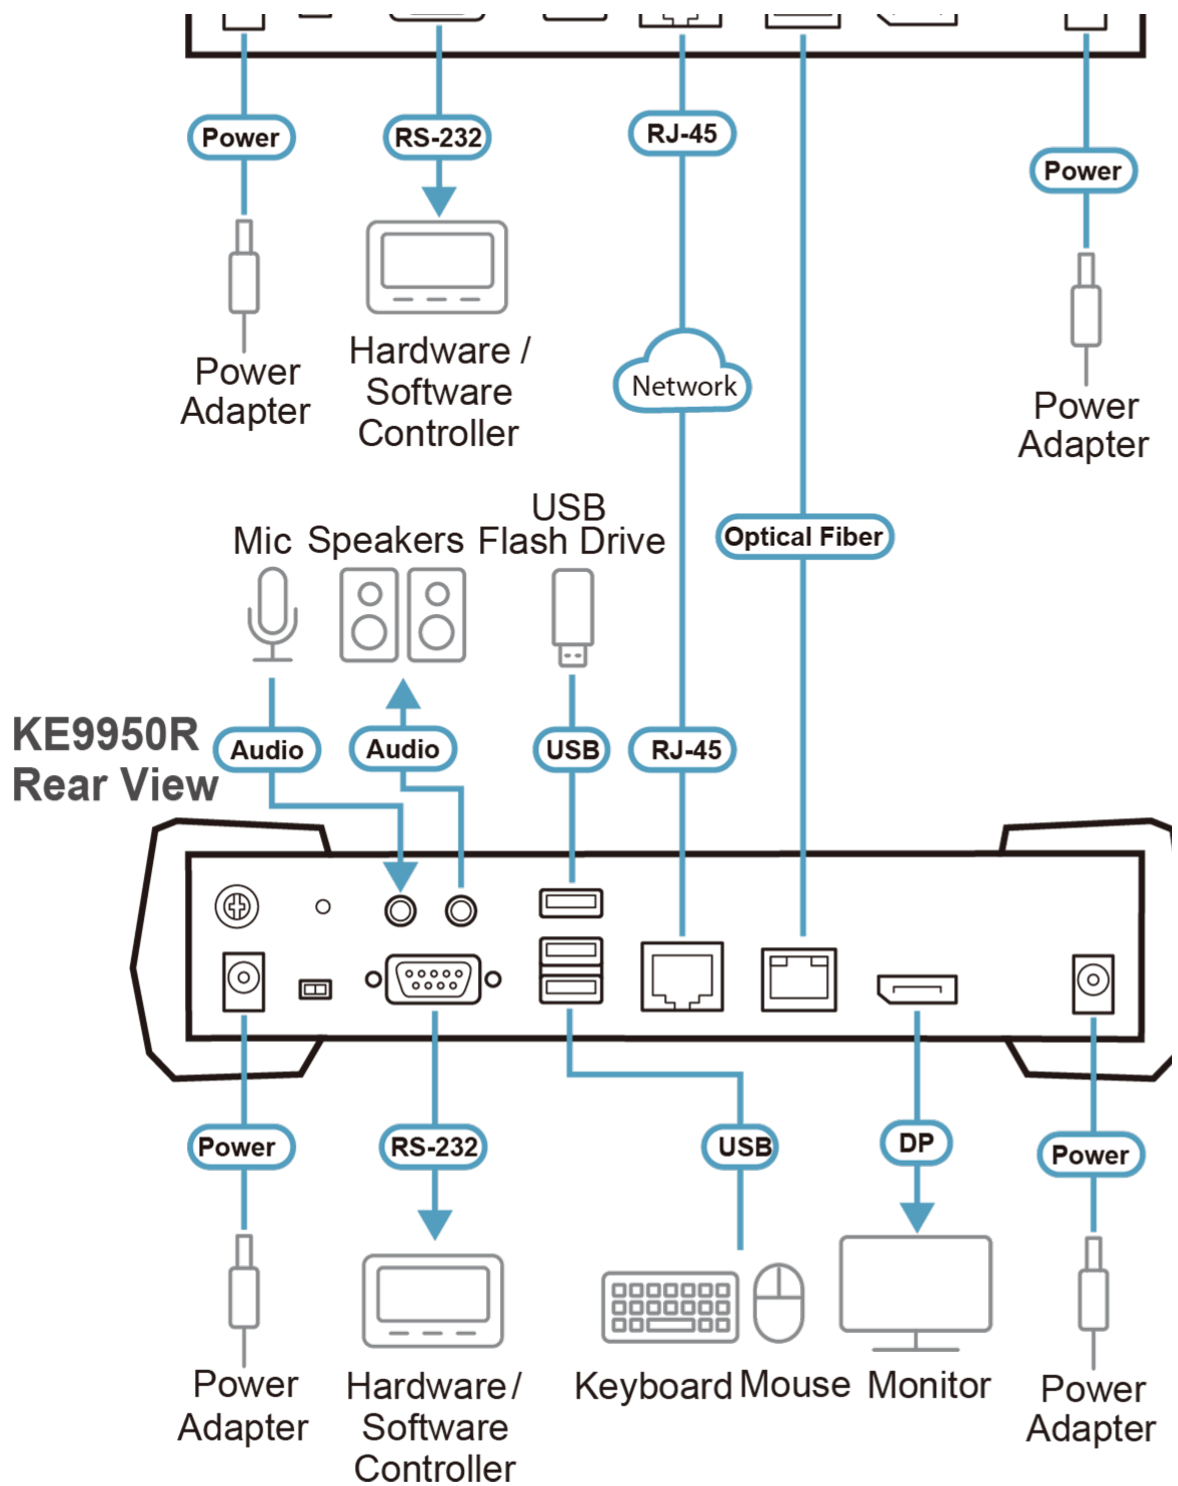 Power
RS-232
RJ-45
Power
Network
Hardware /
Software
Controller
Power
Adapter
Power
Adapter
USB
Flash Drive
Mic
Speakers
Optical Fiber
KE9950R
Rear View
Audio
Audio
USB
RJ-45
Power
RS-232
USB
DP
Power
Power
Adapter
Hardware /
Software
Controller
Keyboard
Mouse
Monitor
Power
Adapter